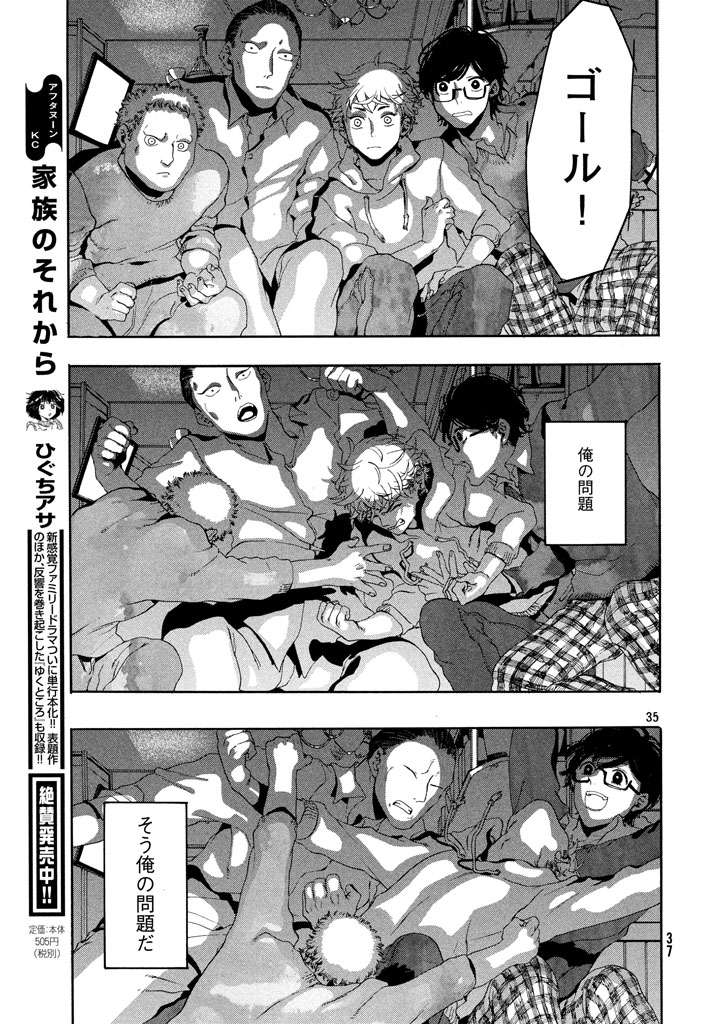 ゴール！
俺の問題
35
そう俺の問題だ
37
アフタヌーン
KC
家族のそれから
ひぐちアサ
新感覚ファミリードラマついに単行本化!! 表題作
のほか、反響を巻き起こした「ゆくところ」も収録!!
絶賛発売中!!
定価：本体
505円
（税別）